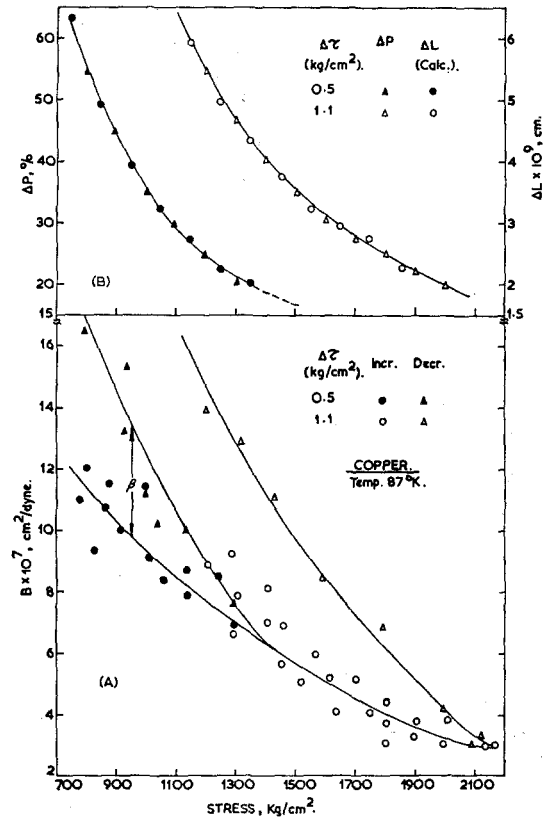 60
50
40
30
20
15
ΔP, %
Δτ ΔP ΔL
(kg/cm²). (Calc.).
0.5 ▲ ●
1.1 △ ○
(B)
6
5
4
3
2
1.5
ΔL x 10⁹, cm.
16
14
12
10
8
6
4
2
B x 10⁷, cm²/dyne.
Δτ Incr. Decr.
(kg/cm²).
0.5 ● ▲
1.1 ○ △
COPPER.
Temp. 87°K.
β
(A)
700 900 1100 1300 1500 1700 1900 2100
STRESS, Kg/cm².